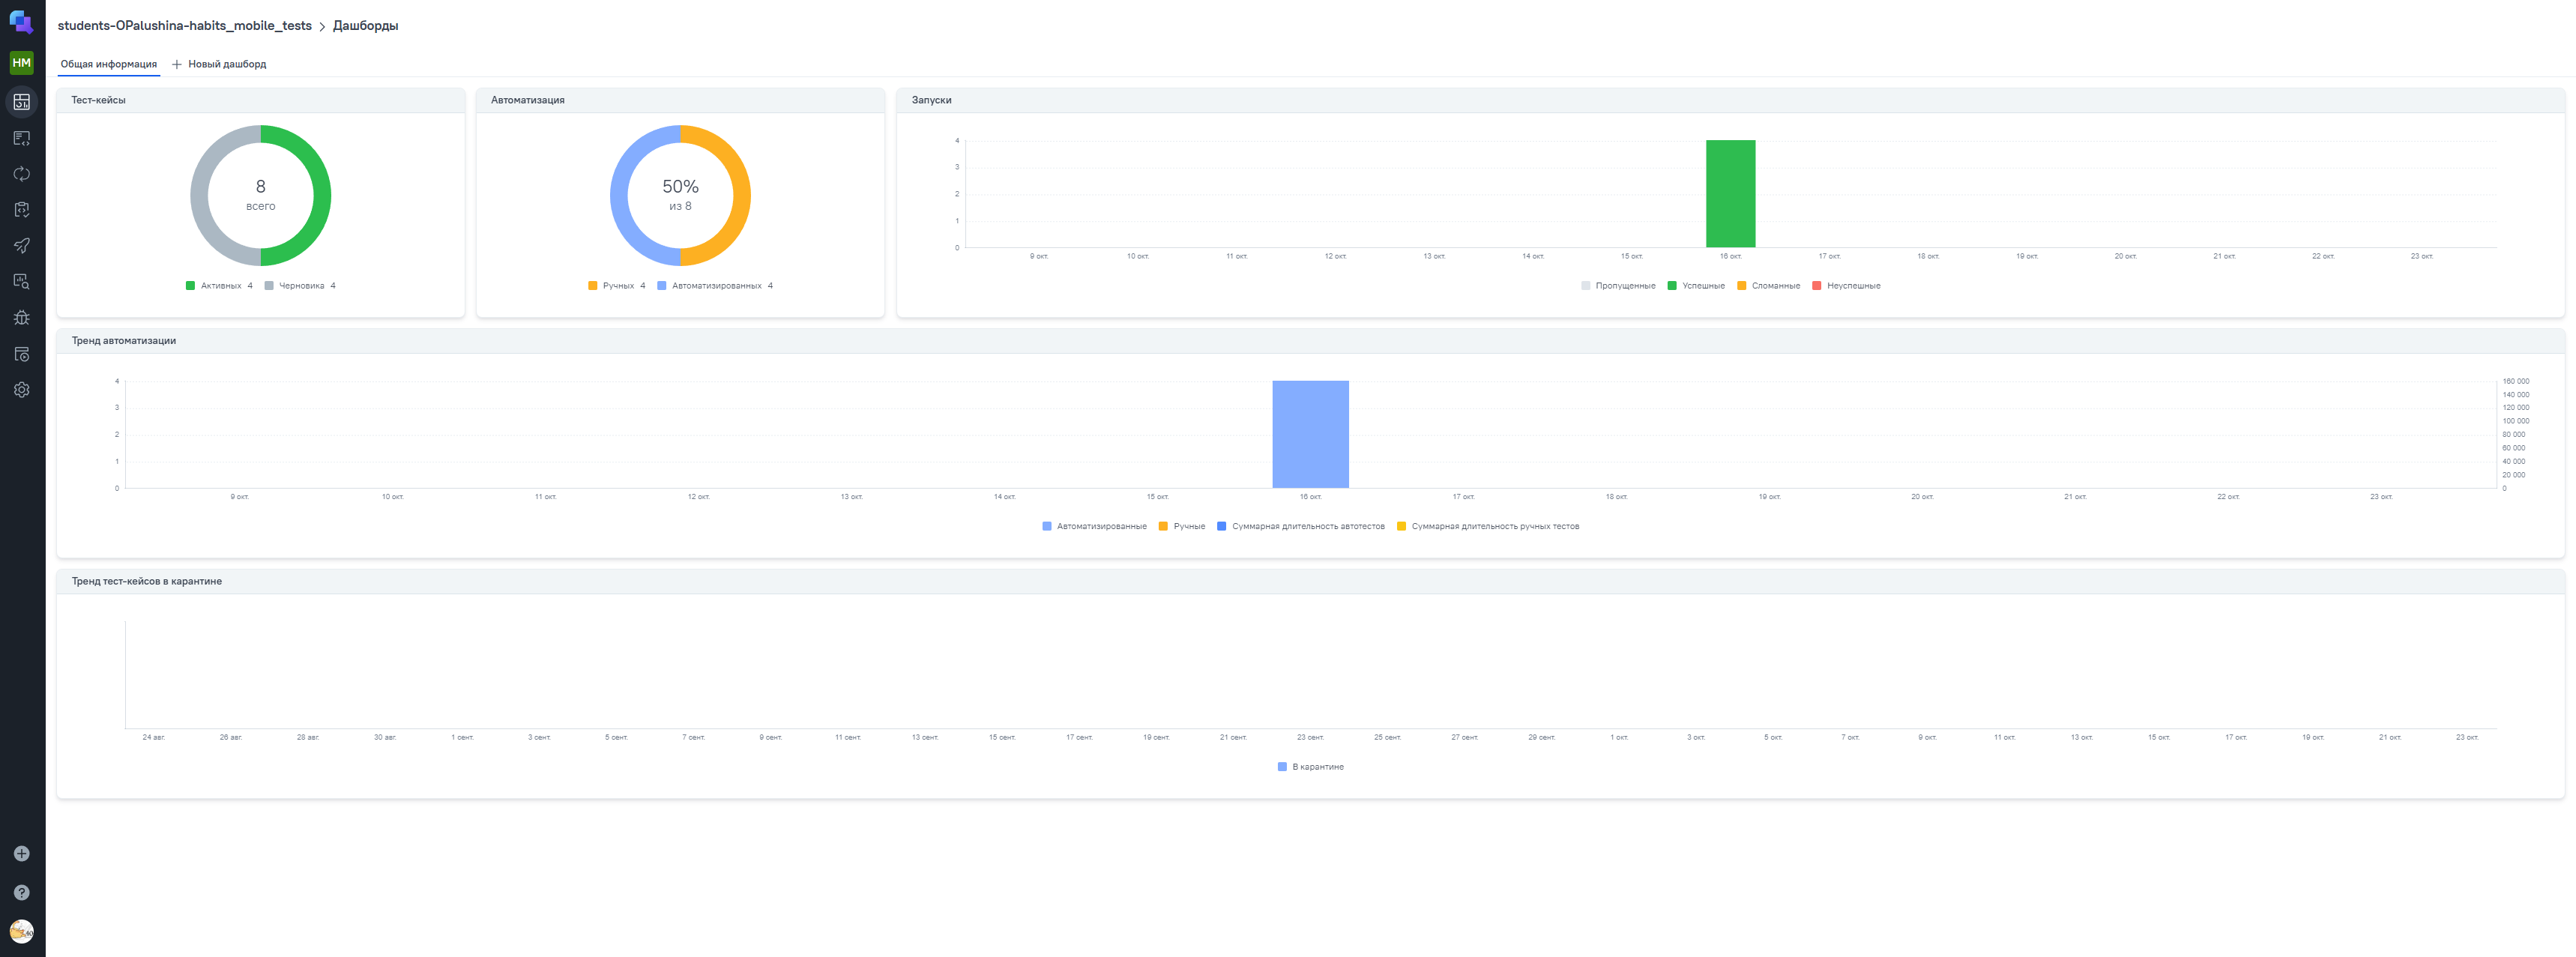 students-OPalushina-habits_mobile_tests > Дашборды
HM
Общая информация + Новый дашборд
Тест-кейсы
8
всего
Активных 4 Черновика 4
Автоматизация
50%
из 8
Ручных 4 Автоматизированных 4
Запуски
4
3
2
1
0
9 окт. 10 окт. 11 окт. 12 окт. 13 окт. 14 окт. 15 окт. 16 окт. 17 окт. 18 окт. 19 окт. 20 окт. 21 окт. 22 окт. 23 окт.
Пропущенные Успешные Сломанные Неуспешные
Тренд автоматизации
4 160 000
140 000
3 120 000
100 000
2 80 000
60 000
1 40 000
20 000
0 0
9 окт. 10 окт. 11 окт. 12 окт. 13 окт. 14 окт. 15 окт. 16 окт. 17 окт. 18 окт. 19 окт. 20 окт. 21 окт. 22 окт. 23 окт.
Автоматизированные Ручные Суммарная длительность автотестов Суммарная длительность ручных тестов
Тренд тест-кейсов в карантине
24 авг. 26 авг. 28 авг. 30 авг. 1 сент. 3 сент. 5 сент. 7 сент. 9 сент. 11 сент. 13 сент. 15 сент. 17 сент. 19 сент. 21 сент. 23 сент. 25 сент. 27 сент. 29 сент. 1 окт. 3 окт. 5 окт. 7 окт. 9 окт. 11 окт. 13 окт. 15 окт. 17 окт. 19 окт. 21 окт. 23 окт.
В карантине